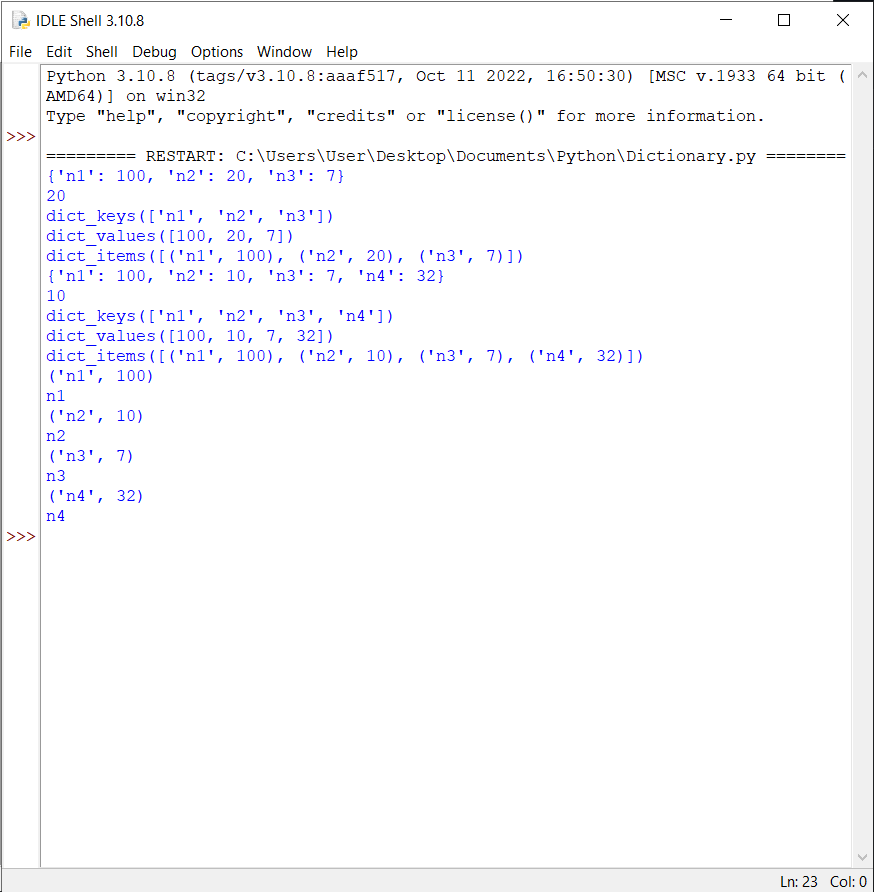 IDLE Shell 3.10.8
File Edit Shell Debug Options Window Help
Python 3.10.8 (tags/v3.10.8:aaaf517, Oct 11 2022, 16:50:30) [MSC v.1933 64 bit (
AMD64)] on win32
Type "help", "copyright", "credits" or "license()" for more information.
>>>
========= RESTART: C:\Users\User\Desktop\Documents\Python\Dictionary.py ========
{'n1': 100, 'n2': 20, 'n3': 7}
20
dict_keys(['n1', 'n2', 'n3'])
dict_values([100, 20, 7])
dict_items([('n1', 100), ('n2', 20), ('n3', 7)])
{'n1': 100, 'n2': 10, 'n3': 7, 'n4': 32}
10
dict_keys(['n1', 'n2', 'n3', 'n4'])
dict_values([100, 10, 7, 32])
dict_items([('n1', 100), ('n2', 10), ('n3', 7), ('n4', 32)])
('n1', 100)
n1
('n2', 10)
n2
('n3', 7)
n3
('n4', 32)
n4
>>>
Ln: 23 Col: 0